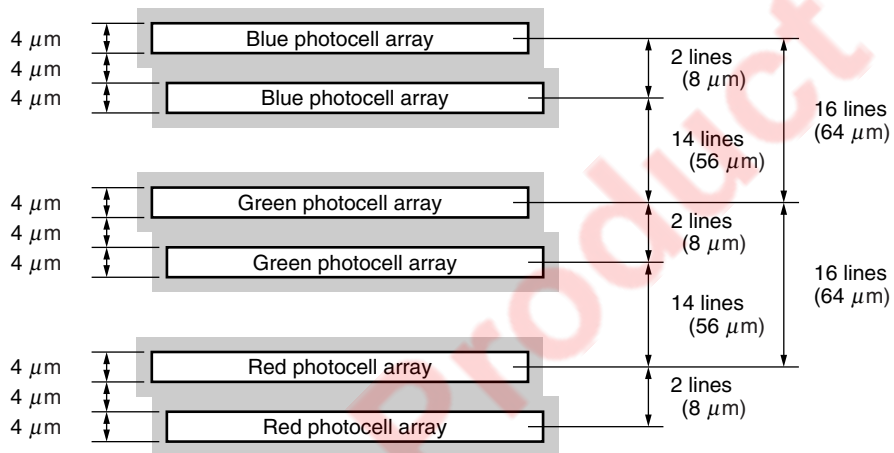 4 μm
4 μm
4 μm
Blue photocell array
Blue photocell array
2 lines
(8 μm)
14 lines
(56 μm)
16 lines
(64 μm)
4 μm
4 μm
4 μm
Green photocell array
Green photocell array
2 lines
(8 μm)
14 lines
(56 μm)
16 lines
(64 μm)
4 μm
4 μm
4 μm
Red photocell array
Red photocell array
2 lines
(8 μm)
Product